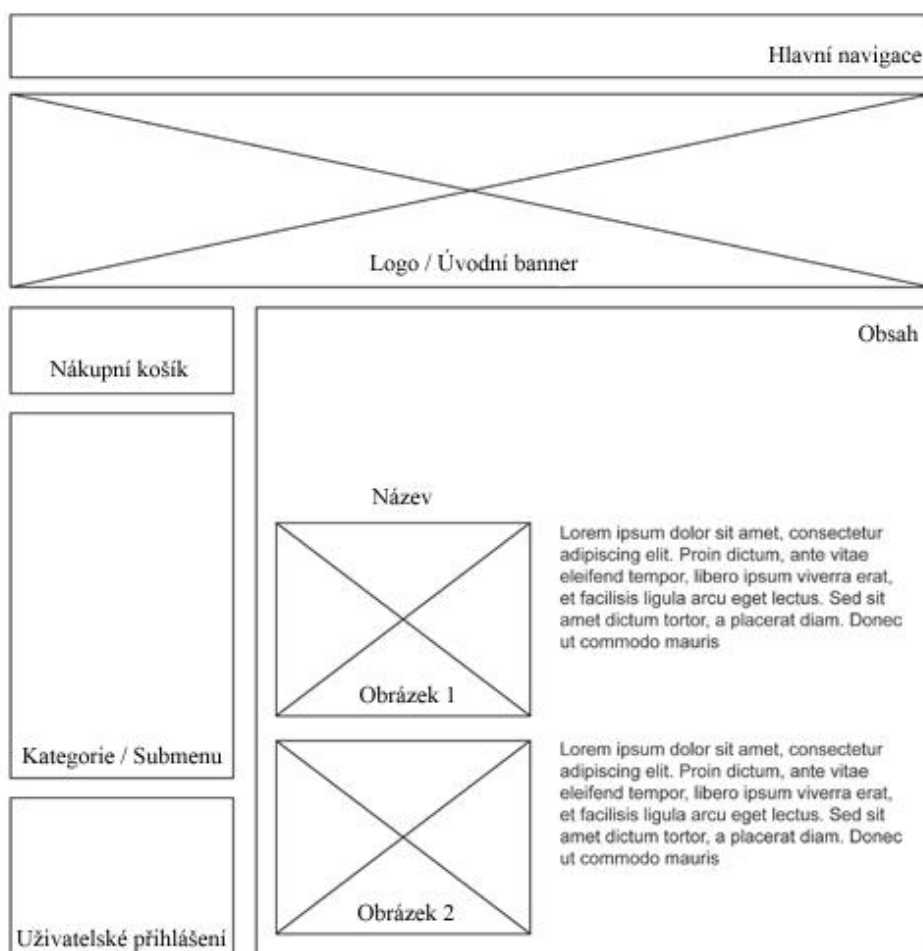 Hlavní navigace
Logo / Úvodní banner
Nákupní košík
Obsah
Kategorie / Submenu
Uživatelské přihlášení
Název
Obrázek 1
Lorem ipsum dolor sit amet, consectetur
adipiscing elit. Proin dictum, ante vitae
eleifend tempor, libero ipsum viverra erat,
et facilisis ligula arcu eget lectus. Sed sit
amet dictum tortor, a placerat diam. Donec
ut commodo mauris
Obrázek 2
Lorem ipsum dolor sit amet, consectetur
adipiscing elit. Proin dictum, ante vitae
eleifend tempor, libero ipsum viverra erat,
et facilisis ligula arcu eget lectus. Sed sit
amet dictum tortor, a placerat diam. Donec
ut commodo mauris